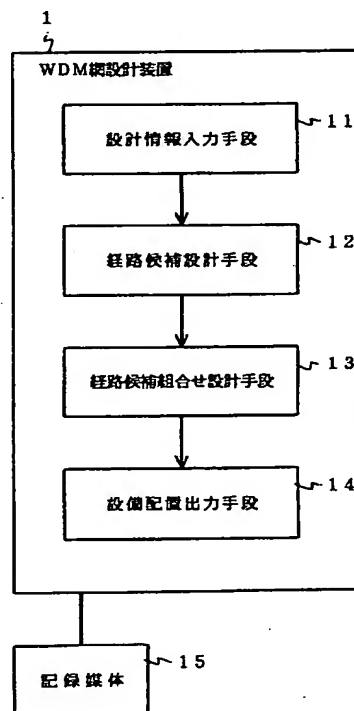 1
WDM網設計装置
設計情報入力手段
11
経路候補設計手段
12
経路候補組合せ設計手段
13
設備配置出力手段
14
記録媒体
15